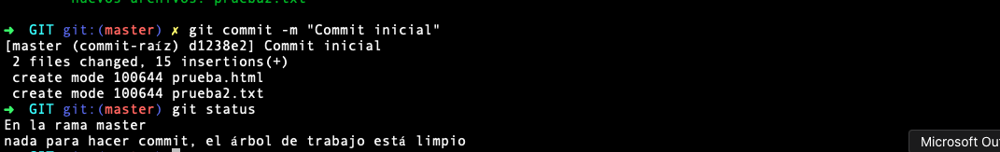 nuevos archivos: prueba2.txt
➜ GIT git:(master) ✗ git commit -m "Commit inicial"
[master (commit-raíz) d1238e2] Commit inicial
2 files changed, 15 insertions(+)
create mode 100644 prueba.html
create mode 100644 prueba2.txt
➜ GIT git:(master) git status
En la rama master
nada para hacer commit, el árbol de trabajo está limpio
Microsoft Ou